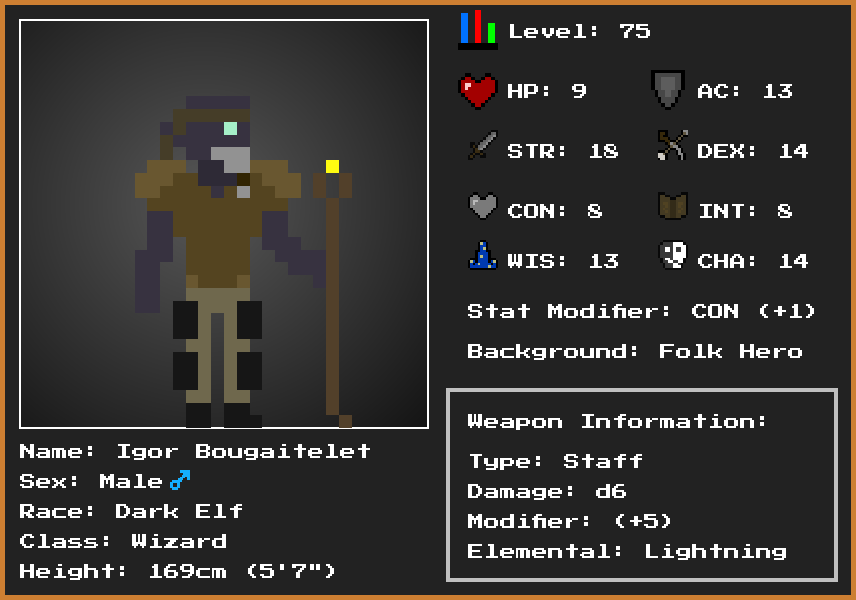 Level: 75
HP: 9
AC: 13
STR: 18
DEX: 14
CON: 8
INT: 8
WIS: 13
CHA: 14
Stat Modifier: CON (+1)
Background: Folk Hero
Weapon Information:
Type: Staff
Damage: d6
Modifier: (+5)
Elemental: Lightning
Name: Igor Bougaitelet
Sex: Male♂
Race: Dark Elf
Class: Wizard
Height: 169cm (5'7")